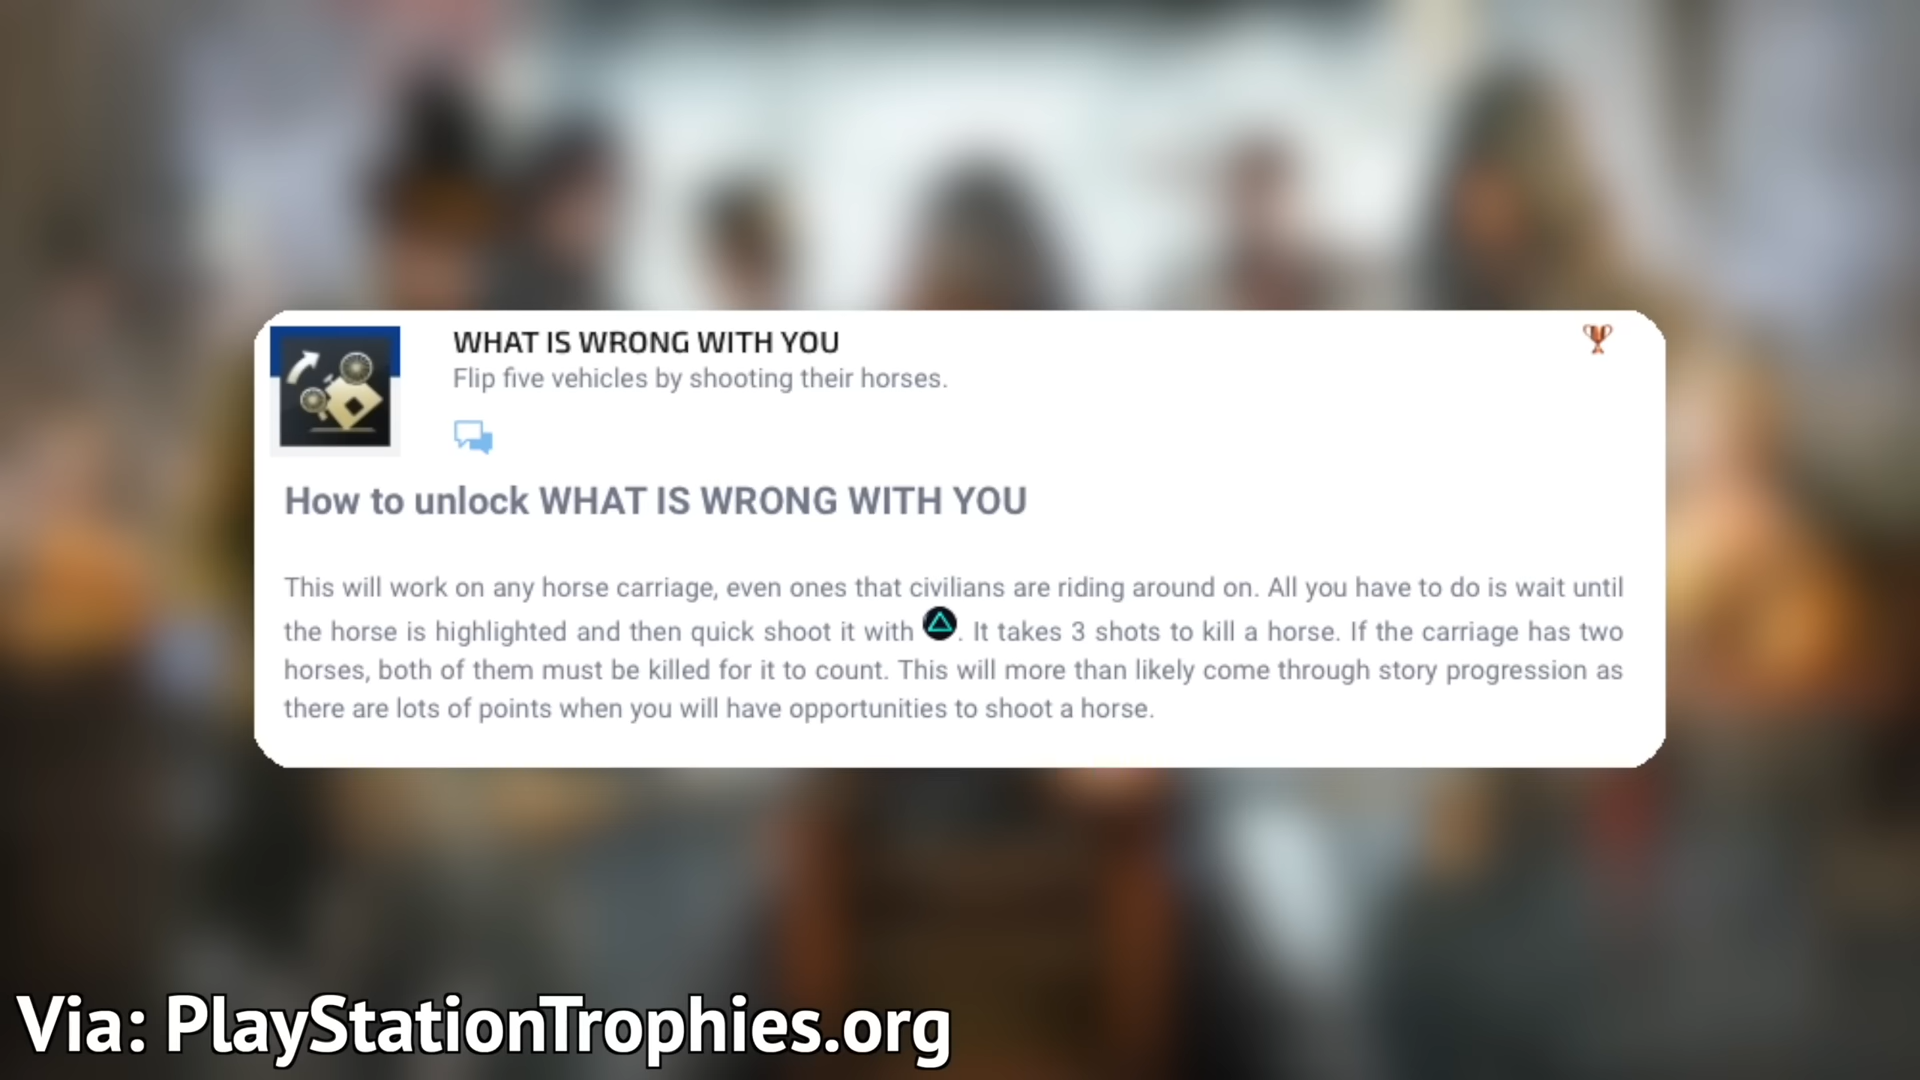 WHAT IS WRONG WITH YOU
Flip five vehicles by shooting their horses.
How to unlock WHAT IS WRONG WITH YOU
This will work on any horse carriage, even ones that civilians are riding around on. All you have to do is wait until
the horse is highlighted and then quick shoot it with . It takes 3 shots to kill a horse. If the carriage has two
horses, both of them must be killed for it to count. This will more than likely come through story progression as
there are lots of points when you will have opportunities to shoot a horse.
Via: PlayStationTrophies.org